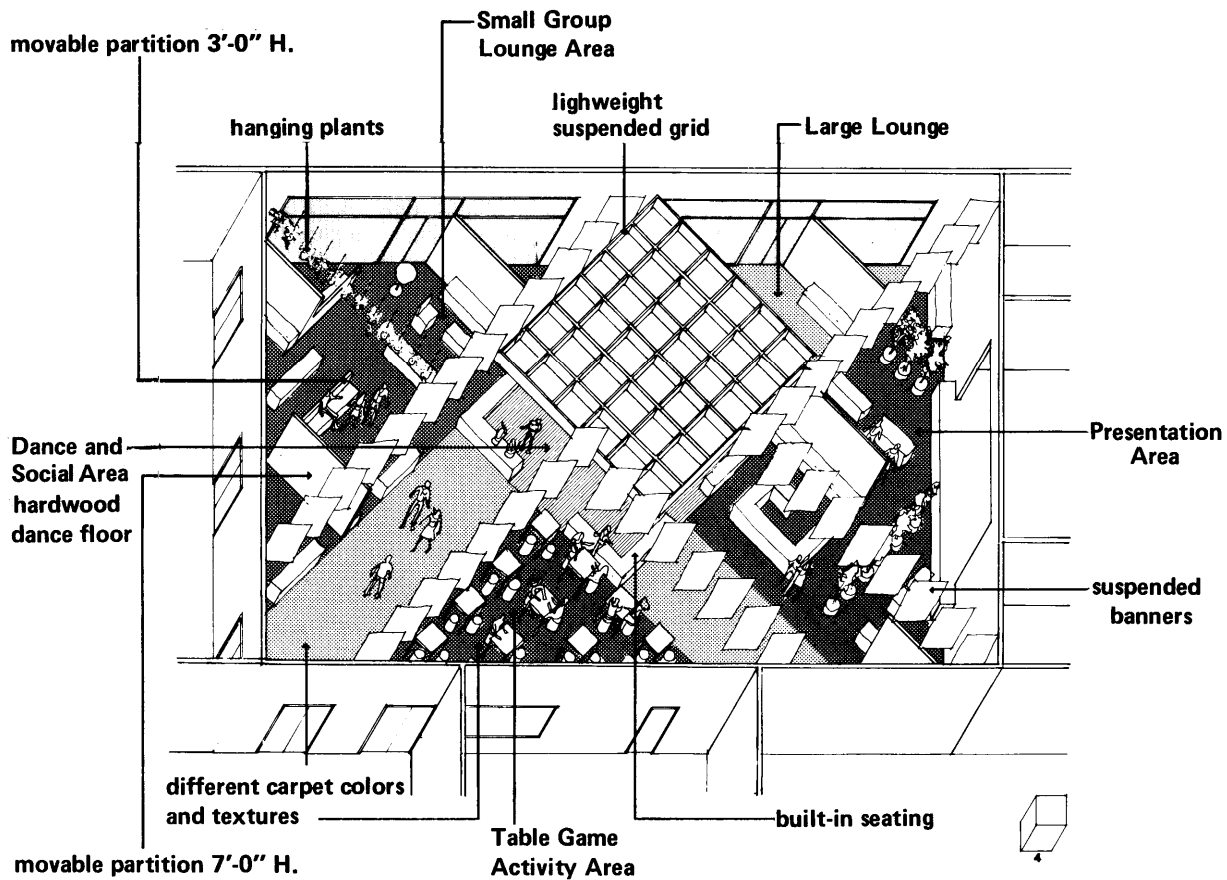 Small Group
Lounge Area
movable partition 3'-0" H.
lighweight
suspended grid
hanging plants
Large Lounge
Presentation
Area
Dance and
Social Area
hardwood
dance floor
suspended
banners
different carpet colors
and textures
built-in seating
Table Game
Activity Area
movable partition 7'-0" H.
4